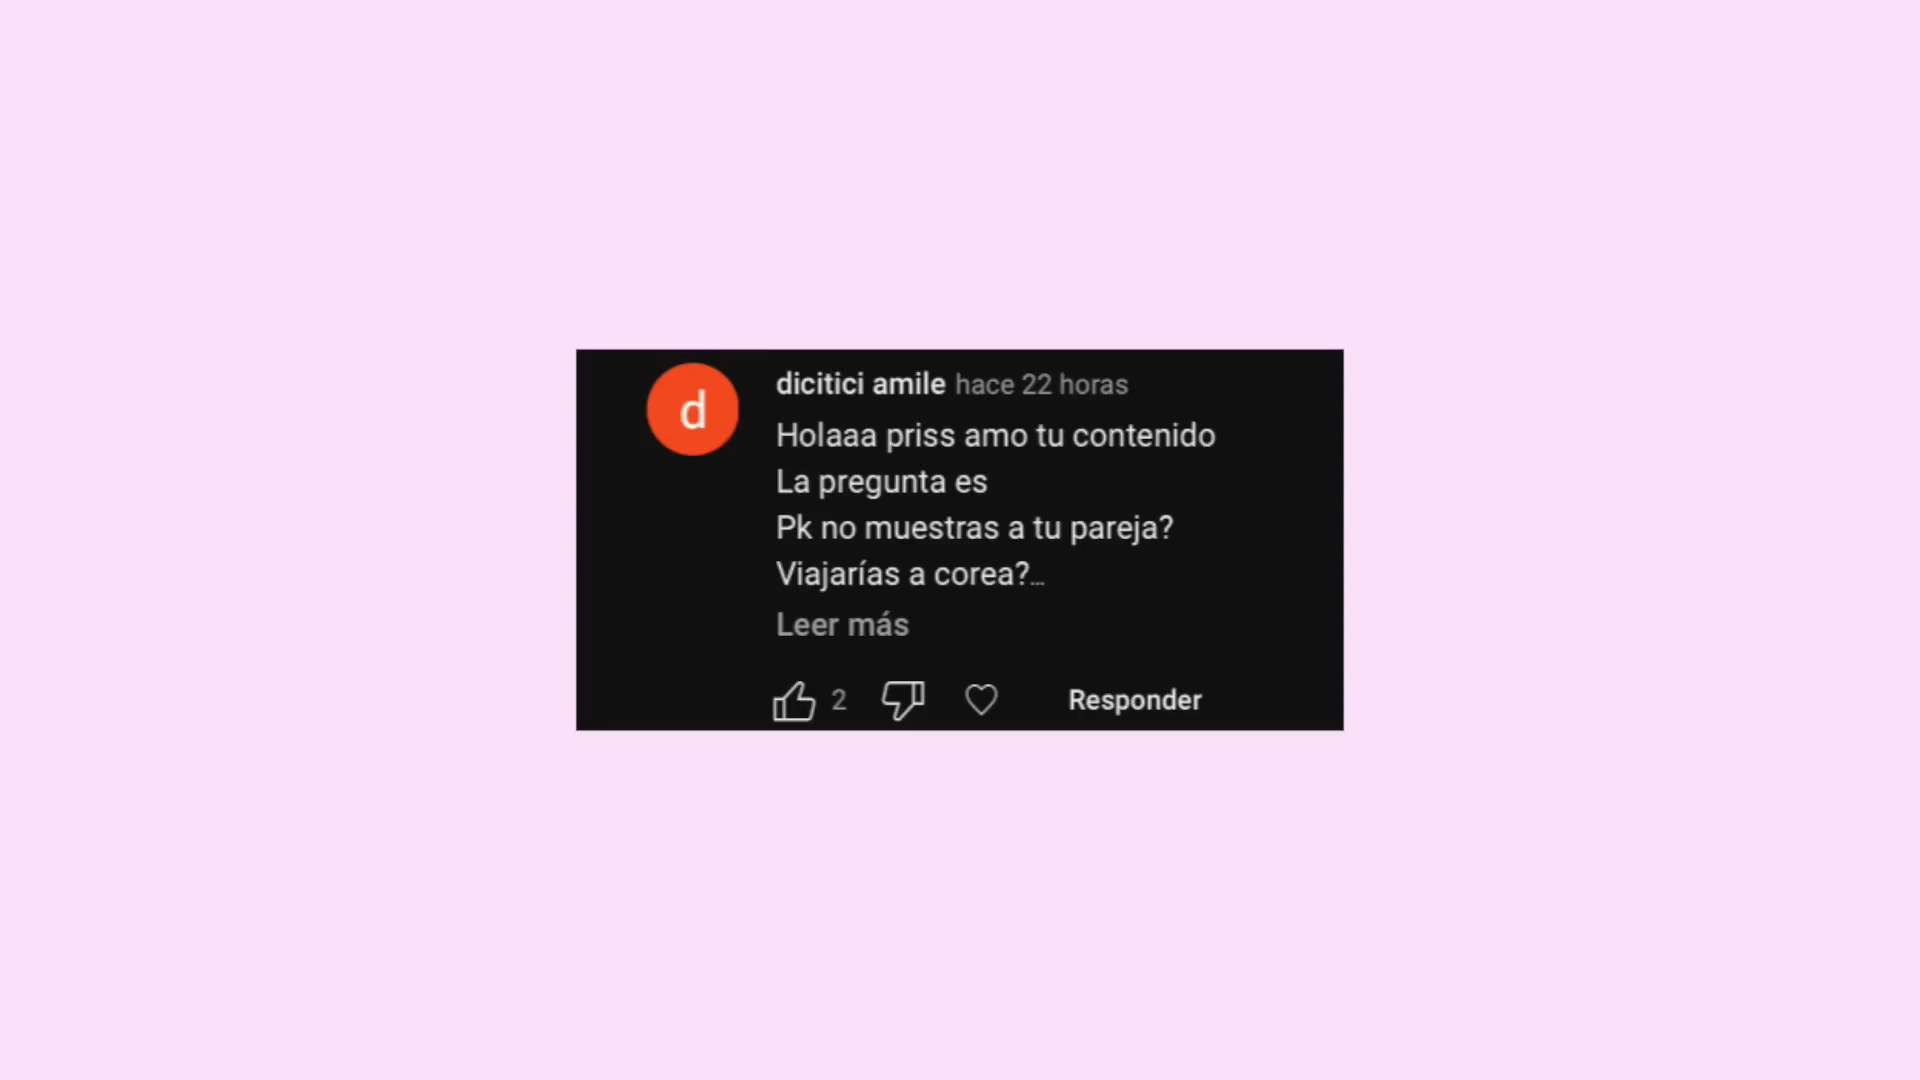 d
dicitici amile hace 22 horas
Holaaa priss amo tu contenido
La pregunta es
Pk no muestras a tu pareja?
Viajarías a corea?...
Leer más
2 Responder